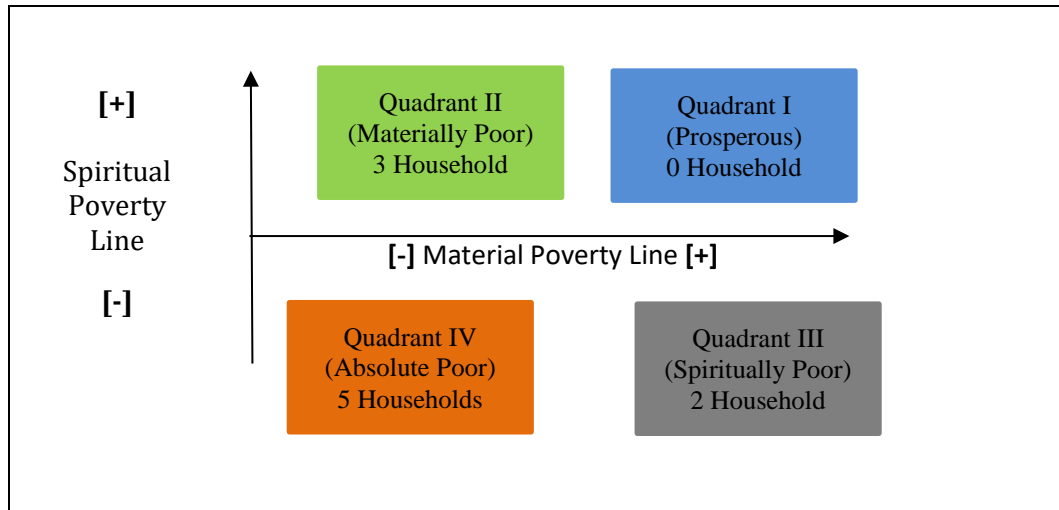 [+]
Spiritual
Poverty
Line
[-]
Quadrant II
(Materially Poor)
3 Household
Quadrant I
(Prosperous)
0 Household
[-] Material Poverty Line [+]
Quadrant IV
(Absolute Poor)
5 Households
Quadrant III
(Spiritually Poor)
2 Household